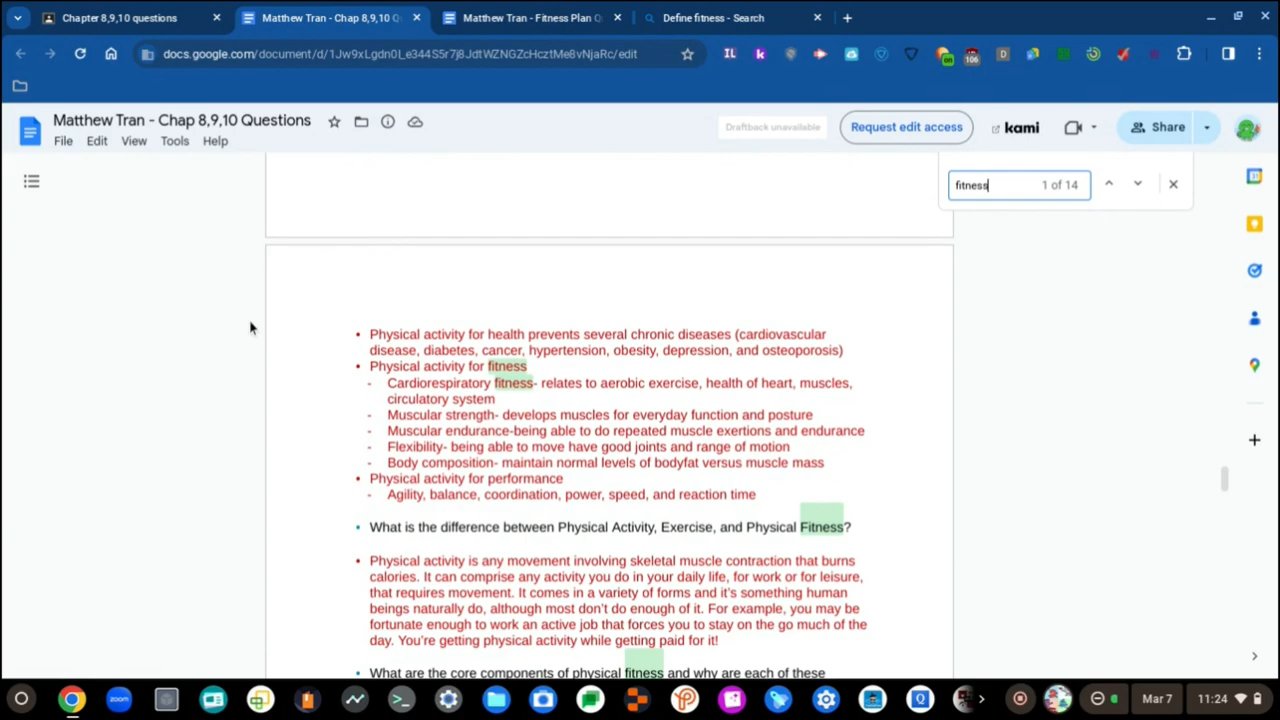 Chapter 8,9,10 questions
Matthew Tran - Chap 8,9,10 Q
Matthew Tran - Fitness Plan Q
Define fitness - Search
docs.google.com/document/d/1Jw9xLgdn0I_e344S5r7j8JdtWZNGZcHcztMe8vNjaRc/edit
IL
k
on
106
D
Matthew Tran - Chap 8,9,10 Questions
Draftback unavailable
Request edit access
kami
Share
File Edit View Tools Help
fitness 1 of 14
• Physical activity for health prevents several chronic diseases (cardiovascular
disease, diabetes, cancer, hypertension, obesity, depression, and osteoporosis)
• Physical activity for fitness
- Cardiorespiratory fitness- relates to aerobic exercise, health of heart, muscles,
circulatory system
- Muscular strength- develops muscles for everyday function and posture
- Muscular endurance-being able to do repeated muscle exertions and endurance
- Flexibility- being able to move have good joints and range of motion
- Body composition- maintain normal levels of bodyfat versus muscle mass
• Physical activity for performance
- Agility, balance, coordination, power, speed, and reaction time
• What is the difference between Physical Activity, Exercise, and Physical Fitness?
• Physical activity is any movement involving skeletal muscle contraction that burns
calories. It can comprise any activity you do in your daily life, for work or for leisure,
that requires movement. It comes in a variety of forms and it's something human
beings naturally do, although most don't do enough of it. For example, you may be
fortunate enough to work an active job that forces you to stay on the go much of the
day. You're getting physical activity while getting paid for it!
• What are the core components of physical fitness and why are each of these
zoom
Q
Mar 7
11:24